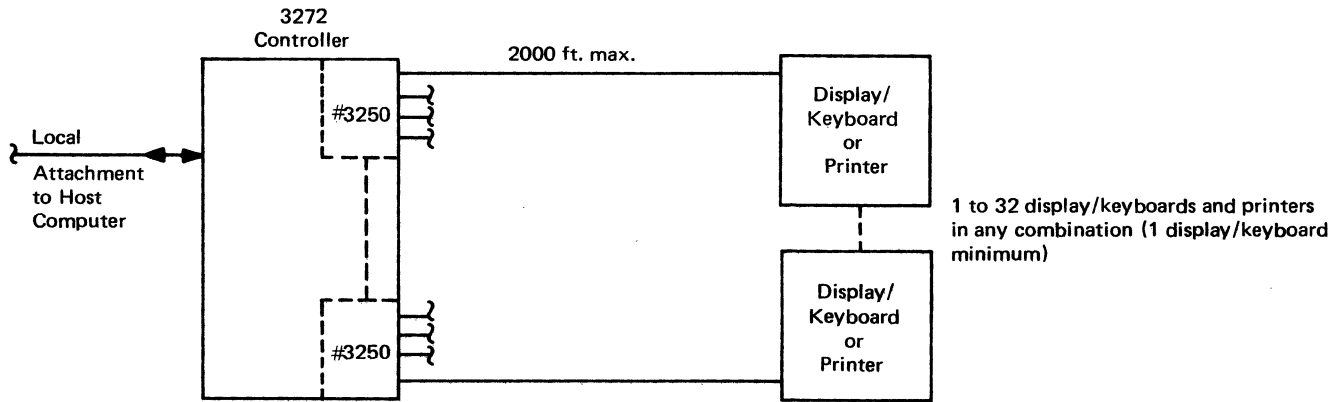 3272
Controller
2000 ft. max.
#3250
Display/
Keyboard
or
Printer
Local
Attachment
to Host
Computer
1 to 32 display/keyboards and printers
in any combination (1 display/keyboard
minimum)
#3250
Display/
Keyboard
or
Printer